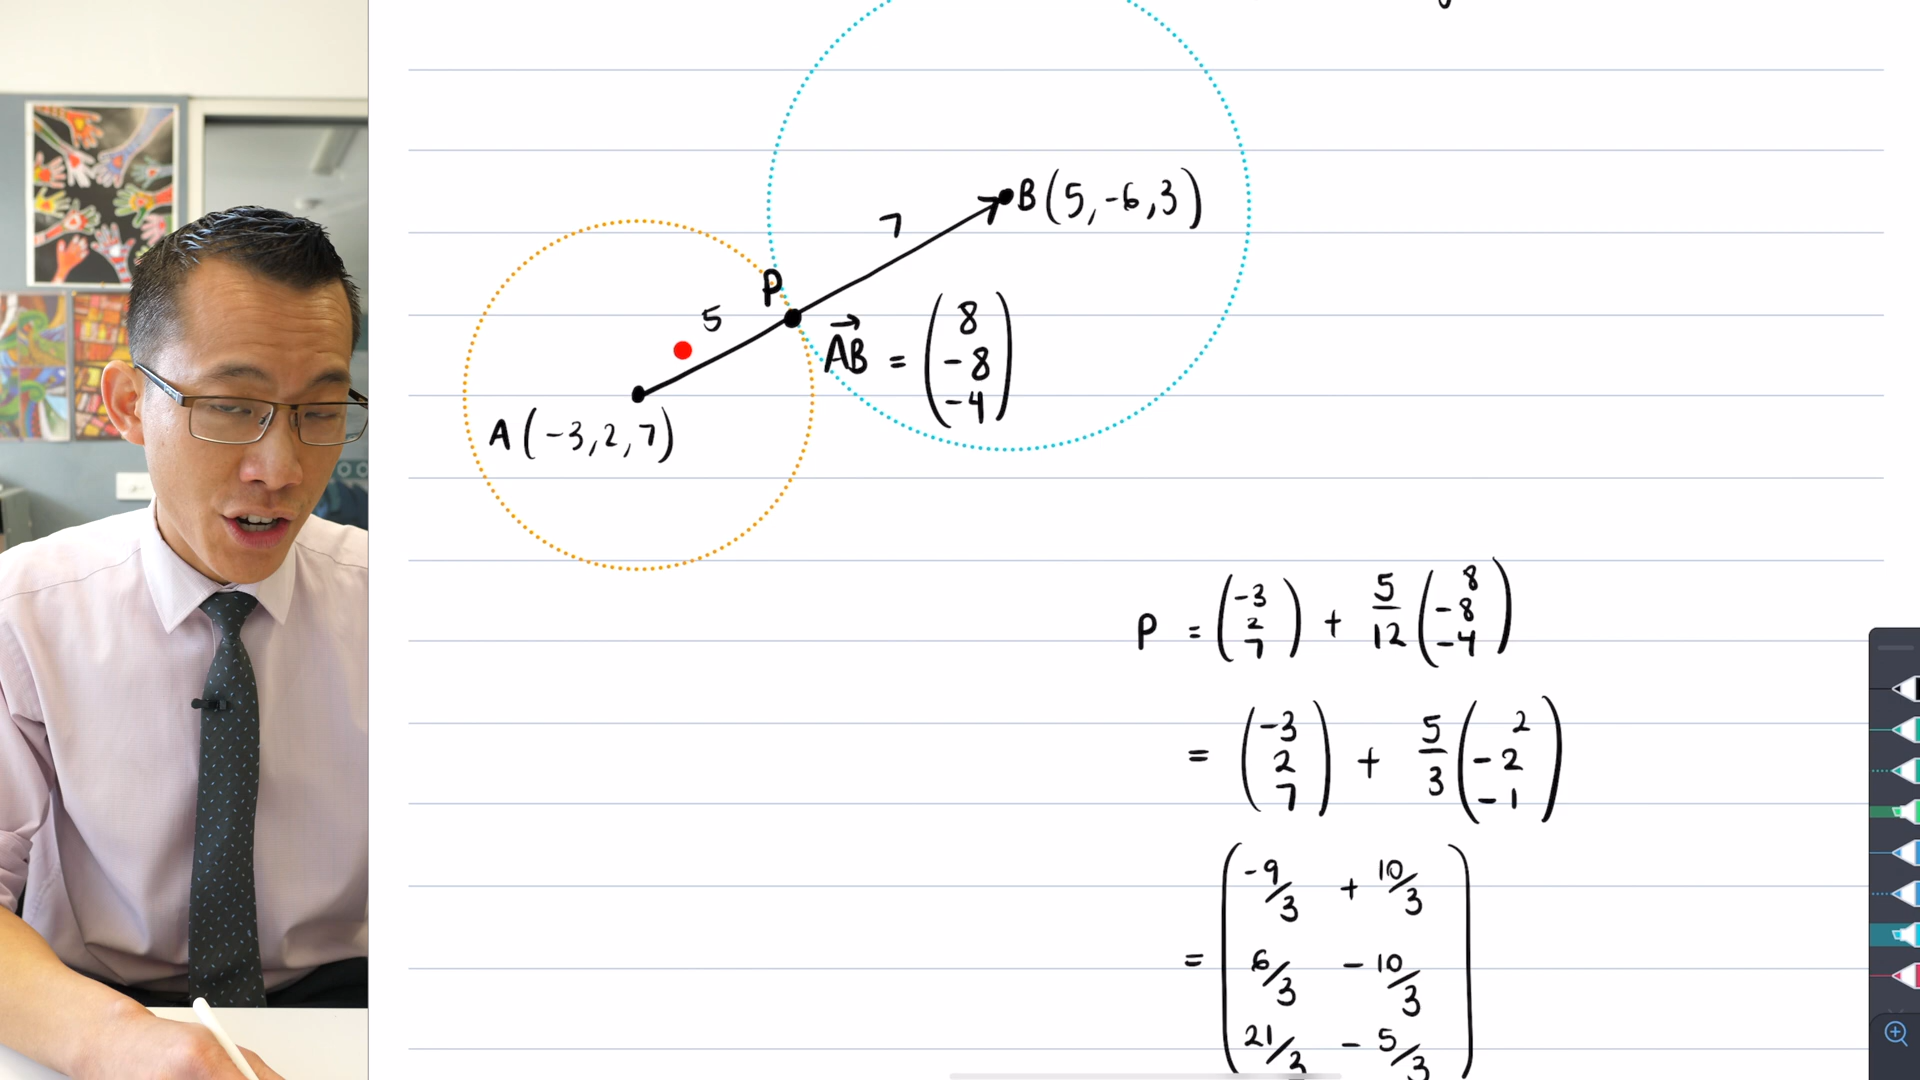 7
B (5, -6, 3)
P
5
AB = (8 -8 -4)
A (-3, 2, 7)
P = (-3 2 7) + 5/12 (8 -8 -4)
= (-3 2 7) + 5/3 (2 -2 -1)
= (-9/3 + 10/3
6/3 - 10/3
21/3 - 5/3)